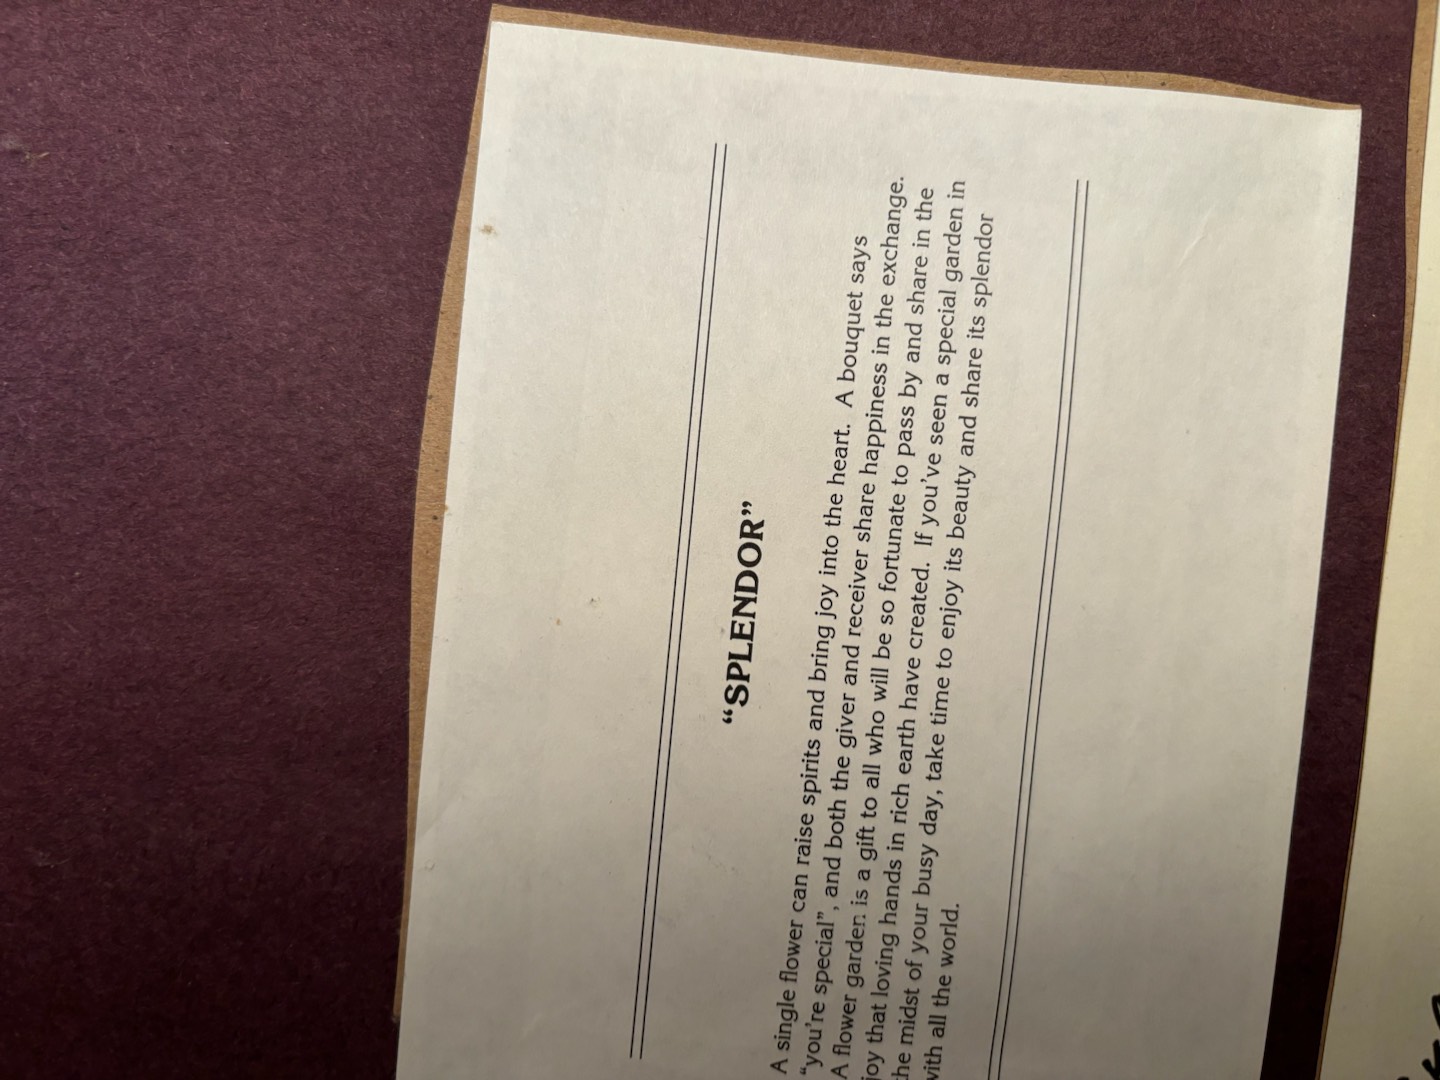 “SPLENDOR”
A single flower can raise spirits and bring joy into the heart. A bouquet says
“you’re special”, and both the giver and receiver share happiness in the exchange.
A flower garden is a gift to all who will be so fortunate to pass by and share in the
joy that loving hands in rich earth have created. If you’ve seen a special garden in
the midst of your busy day, take time to enjoy its beauty and share its splendor
with all the world.